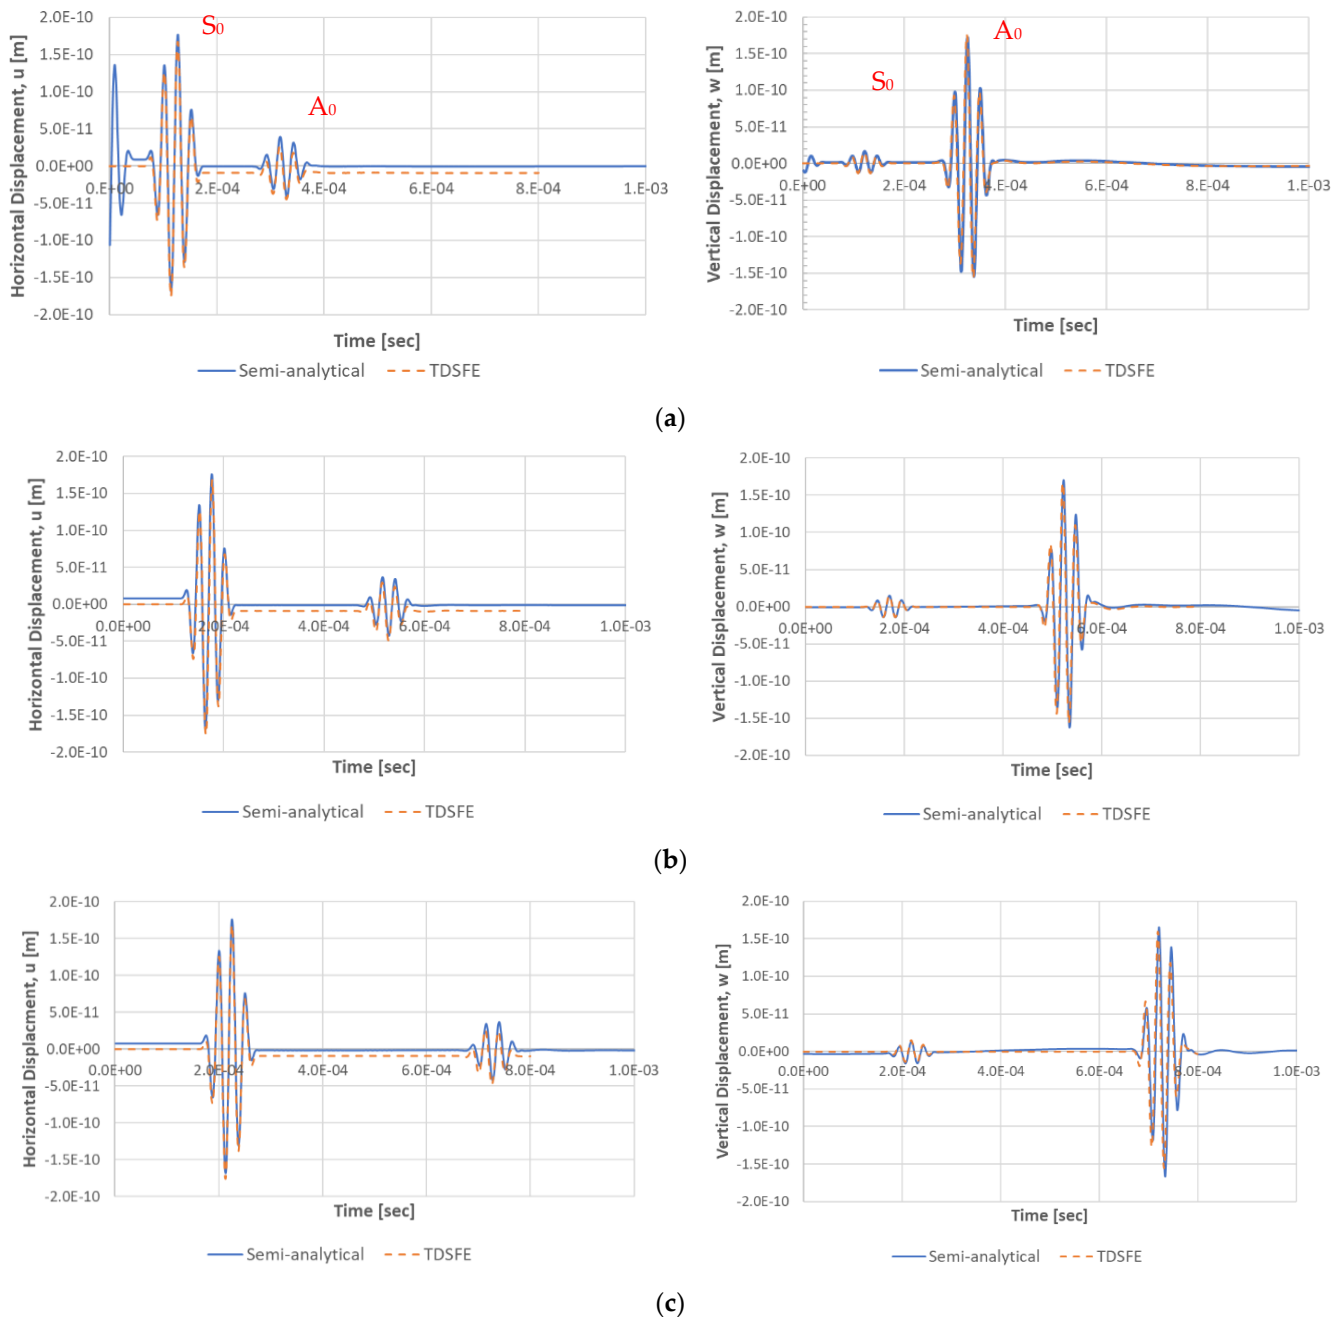 2.0E-10
1.5E-10
1.0E-10
5.0E-11
0.0E+00
-5.0E-11
-1.0E-10
-1.5E-10
-2.0E-10
Horizontal Displacement, u [m]
S0
A0
0.E+00 2.E-04 4.E-04 6.E-04 8.E-04 1.E-03
Time [sec]
Semi-analytical TDSFE
2.0E-10
1.5E-10
1.0E-10
5.0E-11
0.0E+00
-5.0E-11
-1.0E-10
-1.5E-10
-2.0E-10
Vertical Displacement, w [m]
A0
S0
0.E+00 2.E-04 4.E-04 6.E-04 8.E-04 1.E-03
Time [sec]
Semi-analytical TDSFE
(a)
2.0E-10
1.5E-10
1.0E-10
5.0E-11
0.0E+00
-5.0E-11
-1.0E-10
-1.5E-10
-2.0E-10
Horizontal Displacement, u [m]
0.0E+00 2.0E-04 4.0E-04 6.0E-04 8.0E-04 1.0E-03
Time [sec]
Semi-analytical TDSFE
2.0E-10
1.5E-10
1.0E-10
5.0E-11
0.0E+00
-5.0E-11
-1.0E-10
-1.5E-10
-2.0E-10
Vertical Displacement, w [m]
0.0E+00 2.0E-04 4.0E-04 6.0E-04 8.0E-04 1.0E-03
Time [sec]
Semi-analytical TDSFE
(b)
2.0E-10
1.5E-10
1.0E-10
5.0E-11
0.0E+00
-5.0E-11
-1.0E-10
-1.5E-10
-2.0E-10
Horizontal Displacment, u [m]
0.0E+00 2.0E-04 4.0E-04 6.0E-04 8.0E-04 1.0E-03
Time [sec]
Semi-analytical TDSFE
2.0E-10
1.5E-10
1.0E-10
5.0E-11
0.0E+00
-5.0E-11
-1.0E-10
-1.5E-10
-2.0E-10
Vertical Displacement, w [m]
0.0E+00 2.0E-04 4.0E-04 6.0E-04 8.0E-04 1.0E-03
Time [sec]
Semi-analytical TDSFE
(c)